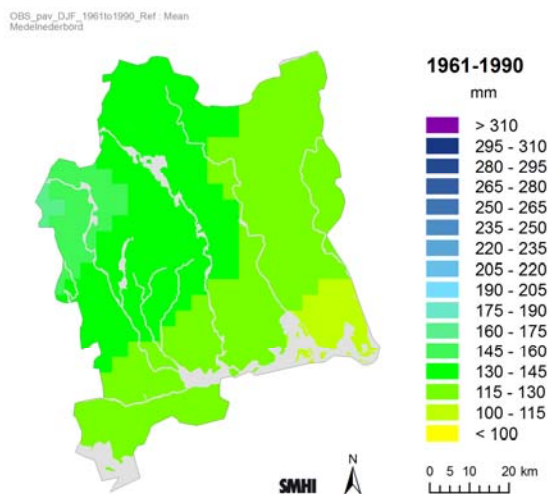 OBS_pav_DJF_1961to1990_Ref : Mean
Medelnederbörd
1961-1990
mm
> 310
295 - 310
280 - 295
265 - 280
250 - 265
235 - 250
220 - 235
205 - 220
190 - 205
175 - 190
160 - 175
145 - 160
130 - 145
115 - 130
100 - 115
< 100
SMHI
N
0 5 10 20 km